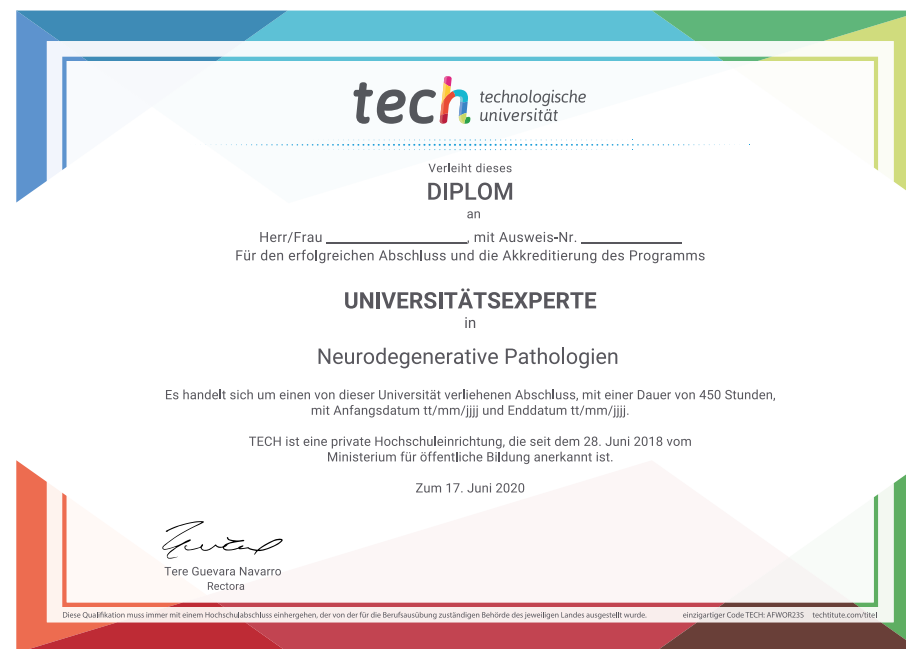 tech technologische
universität
Verleiht dieses
DIPLOM
an
Herr/Frau ____________, mit Ausweis-Nr. ____________
Für den erfolgreichen Abschluss und die Akkreditierung des Programms
UNIVERSITÄTSEXPERTE
in
Neurodegenerative Pathologien
Es handelt sich um einen von dieser Universität verliehenen Abschluss, mit einer Dauer von 450 Stunden,
mit Anfangsdatum tt/mm/jjjj und Enddatum tt/mm/jjjj.
TECH ist eine private Hochschuleinrichtung, die seit dem 28. Juni 2018 vom
Ministerium für öffentliche Bildung anerkannt ist.
Zum 17. Juni 2020
Tere Guevara Navarro
Rectora
Diese Qualifikation muss immer mit einem Hochschulabschluss einhergehen, der von der für die Berufsausübung zuständigen Behörde des jeweiligen Landes ausgestellt wurde. einzigartiger Code TECH: AFWOR23S techtitute.com/titel